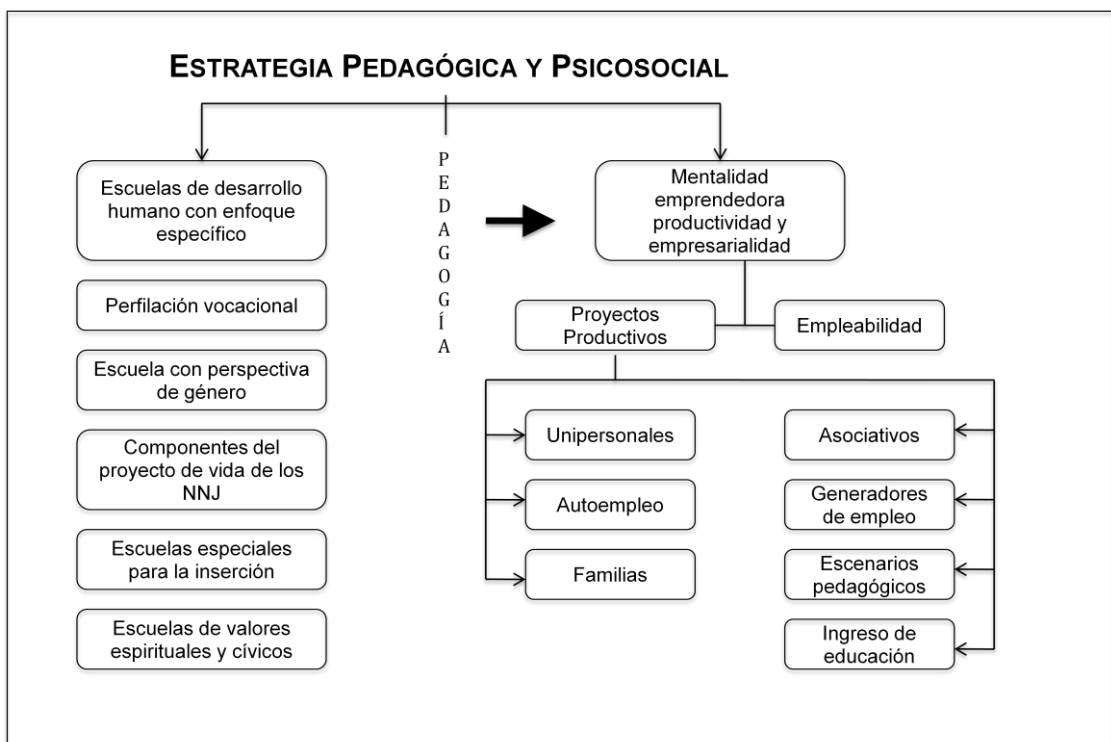 ESTRATEGIA PEDAGÓGICA Y PSICOSOCIAL
Escuelas de desarrollo
humano con enfoque
específico
Perfilación vocacional
Escuela con perspectiva
de género
Componentes del
proyecto de vida de los
NNJ
Escuelas especiales
para la inserción
Escuelas de valores
espirituales y cívicos
PEDAGOGÍA
Mentalidad
emprendedora
productividad y
empresarialidad
Proyectos
Productivos
Empleabilidad
Unipersonales
Autoempleo
Familias
Asociativos
Generadores
de empleo
Escenarios
pedagógicos
Ingreso de
educación